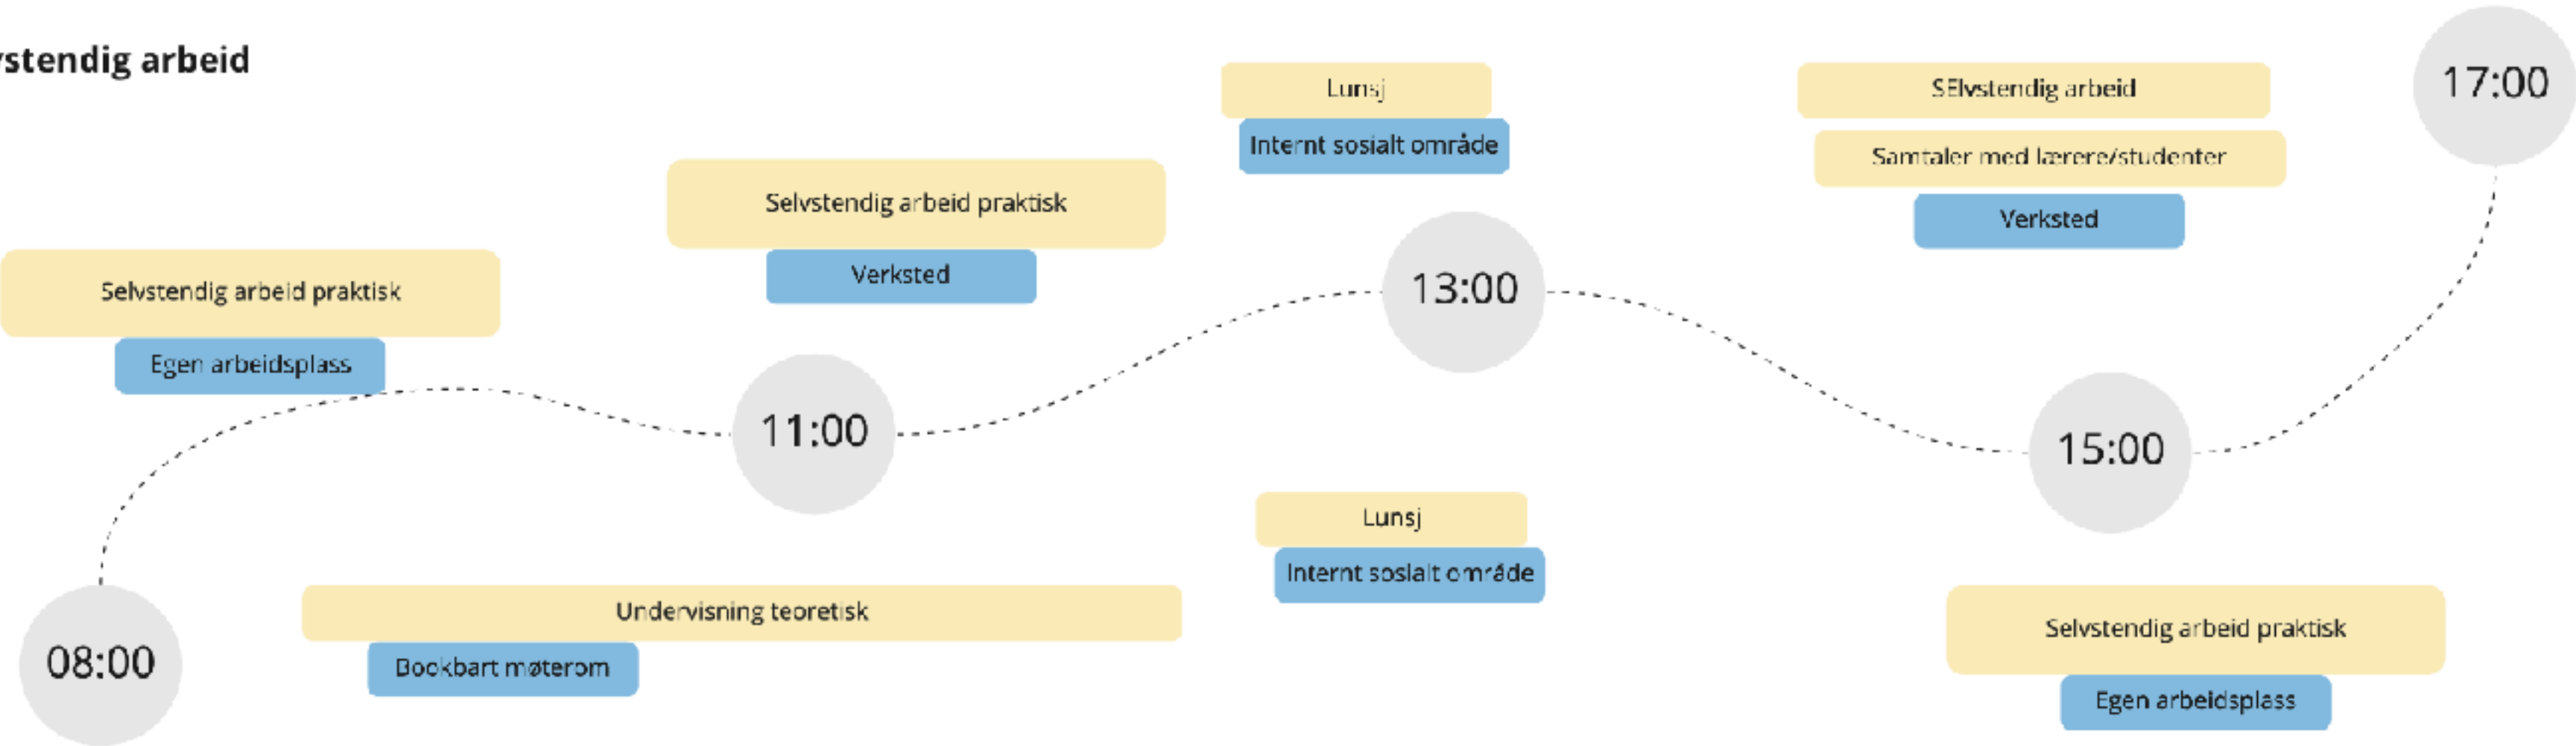 vstendig arbeid
Selvstendig arbeid praktisk
Egen arbeidsplass
Selvstendig arbeid praktisk
Verksted
Lunsj
Internt sosialt område
SElvstendig arbeid
Samtaler med lærere/studenter
Verksted
17:00
13:00
11:00
15:00
08:00
Undervisning teoretisk
Bookbart møterom
Lunsj
Internt sosialt område
Selvstendig arbeid praktisk
Egen arbeidsplass